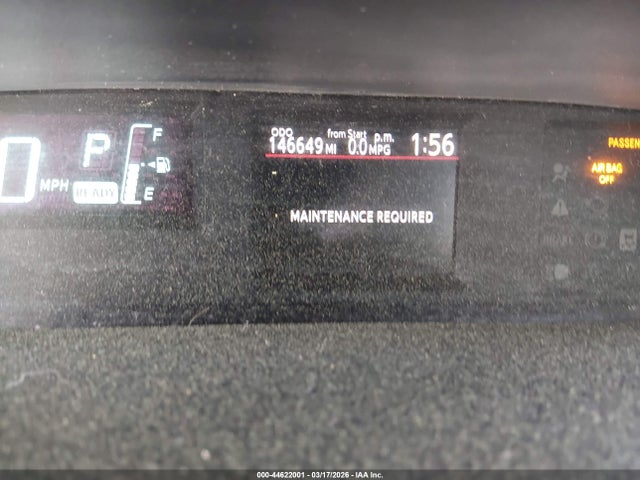 ODO from Start p.m.
146649 MI 0.0 MPG 1:56
PASSEN
AIR BAG
OFF
P F
0 MPH READY E
MAINTENANCE REQUIRED
000-44622001 - 03/17/2026 - IAA Inc.